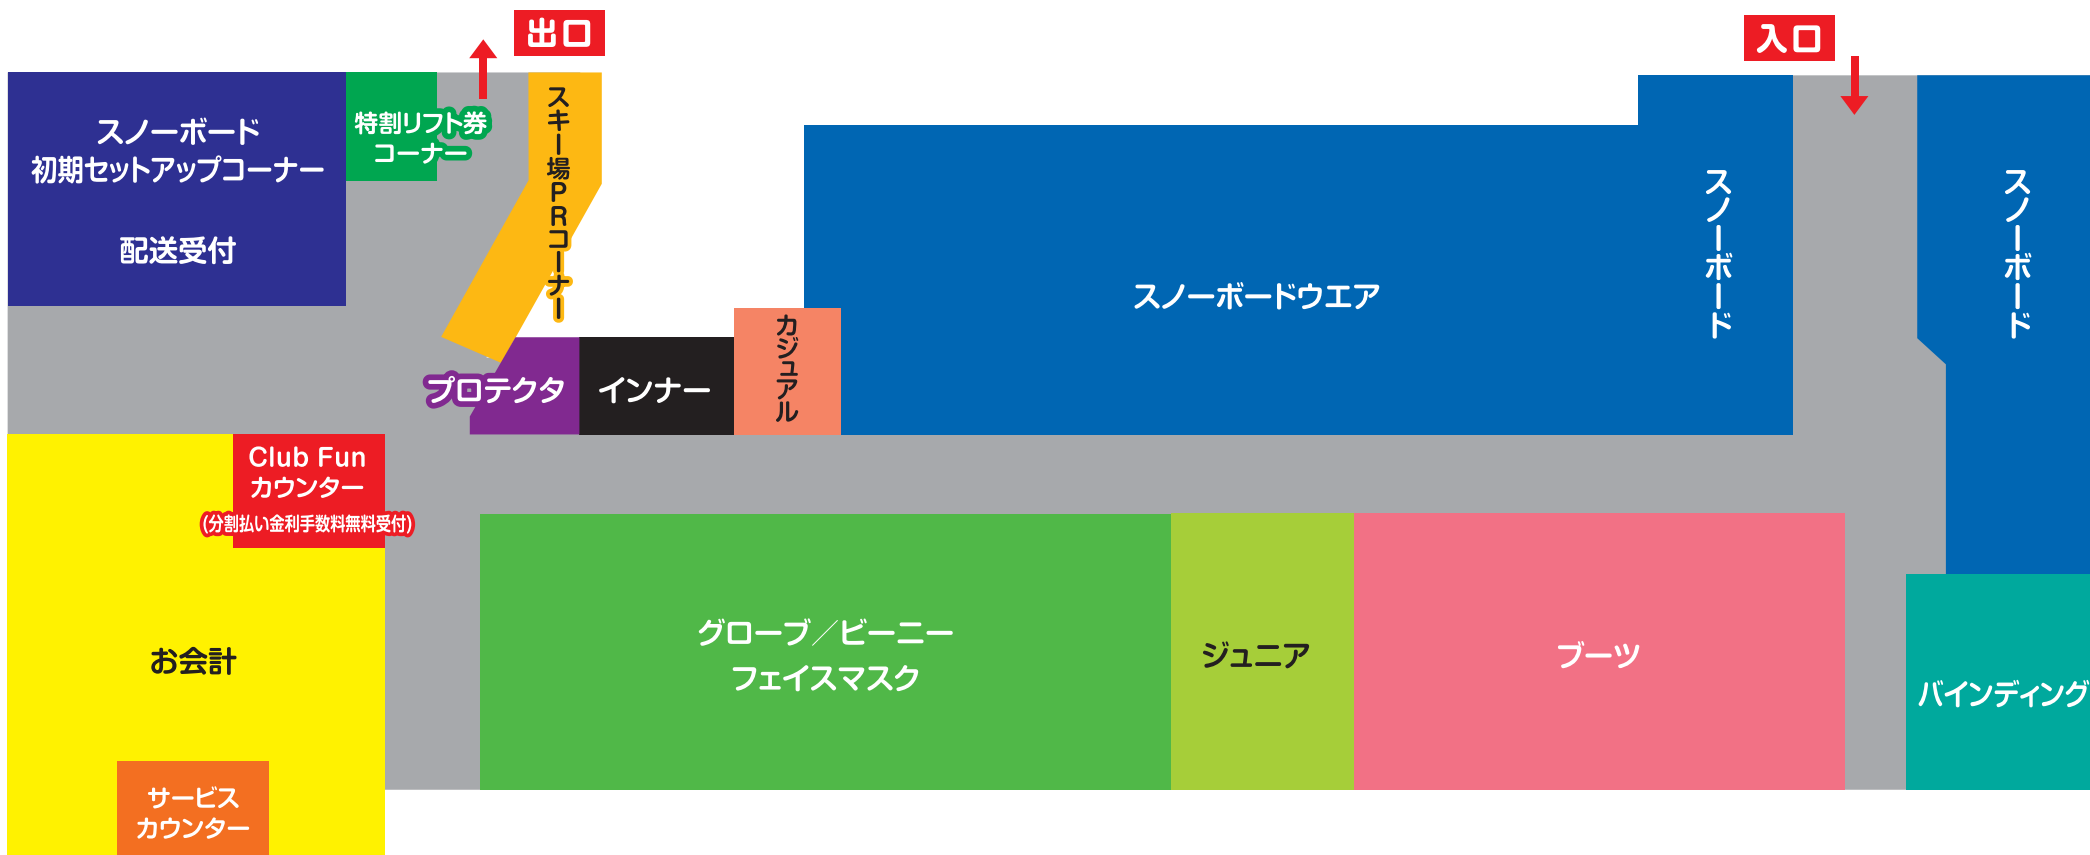 出口
入口
スノーボード
初期セットアップコーナー
配送受付
特割リフト券
コーナー
スキー場PRコーナー
スノーボードウエア
スノーボード
スノーボード
カジュアル
プロテクタ
インナー
Club Fun
カウンター
(分割払い金利手数料無料受付)
お会計
サービス
カウンター
グローブ／ビーニー
フェイスマスク
ジュニア
ブーツ
バインディング